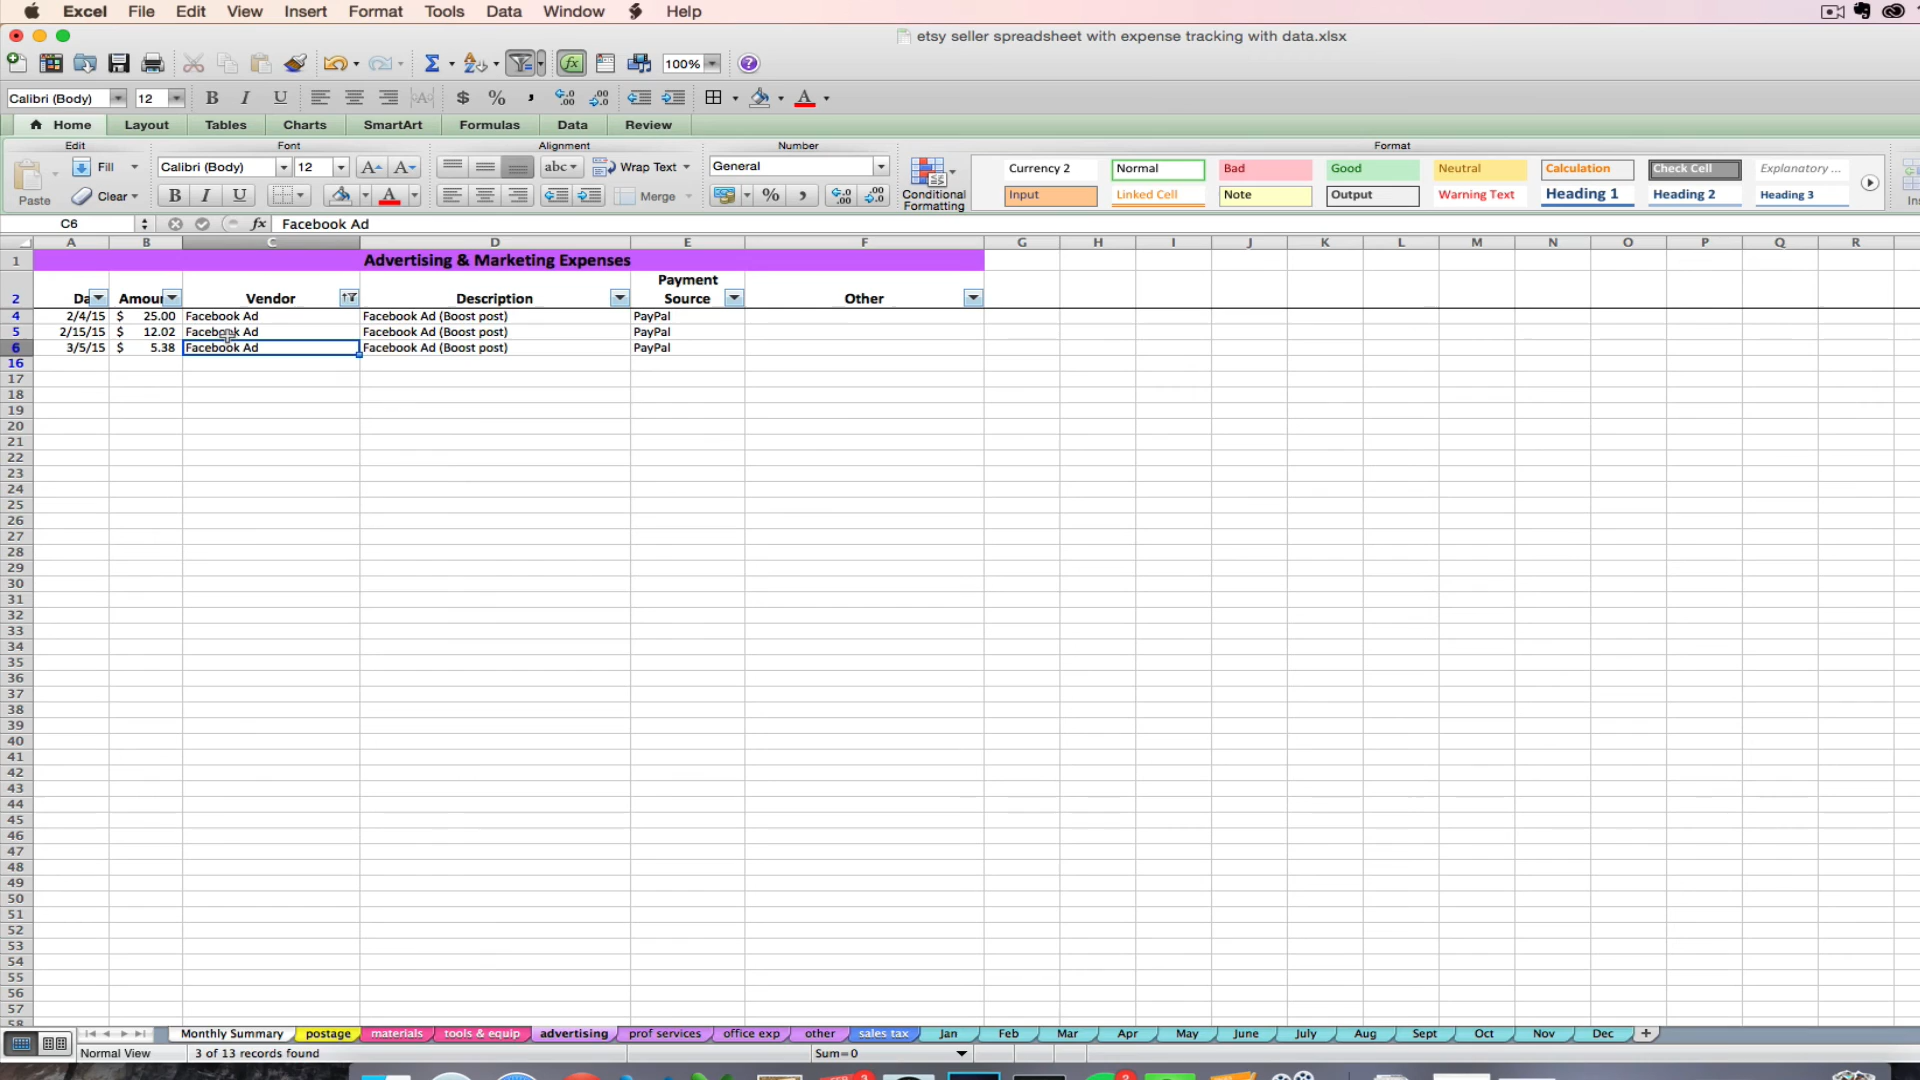 Excel File Edit View Insert Format Tools Data Window Help
etsy seller spreadsheet with expense tracking with data.xlsx
100%
Calibri (Body) 12
Home Layout Tables Charts SmartArt Formulas Data Review
Edit Font Alignment Number Format
Fill Calibri (Body) 12 abc Wrap Text General Currency 2 Normal Bad Good Neutral Calculation Check Cell Explanatory ...
Paste Clear Merge Conditional Formatting Input Linked Cell Note Output Warning Text Heading 1 Heading 2 Heading 3
C6 fx Facebook Ad
A B C D E F G H I J K L M N O P Q R
1 Advertising & Marketing Expenses
2 Da Amour Vendor Description Payment Source Other
4 2/4/15 $ 25.00 Facebook Ad Facebook Ad (Boost post) PayPal
5 2/15/15 $ 12.02 Facebook Ad Facebook Ad (Boost post) PayPal
6 3/5/15 $ 5.38 Facebook Ad Facebook Ad (Boost post) PayPal
16
17
18
19
20
21
22
23
24
25
26
27
28
29
30
31
32
33
34
35
36
37
38
39
40
41
42
43
44
45
46
47
48
49
50
51
52
53
54
55
56
57
58
Monthly Summary postage materials tools & equip advertising prof services office exp other sales tax Jan Feb Mar Apr May June July Aug Sept Oct Nov Dec
Normal View 3 of 13 records found Sum=0